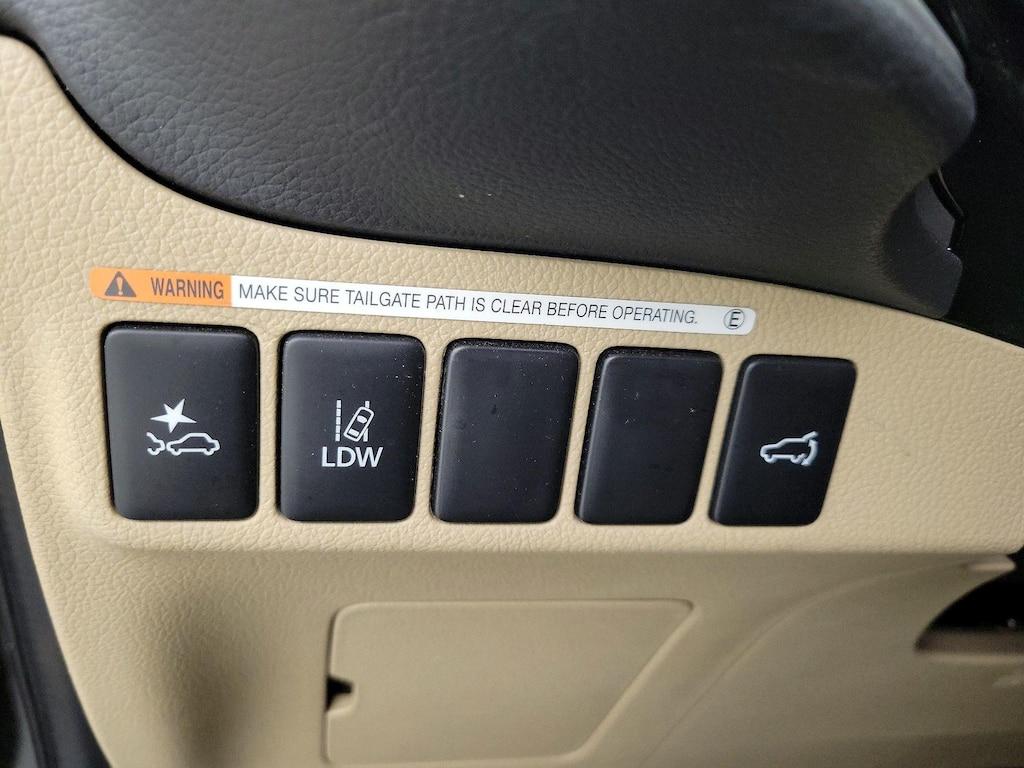 WARNING MAKE SURE TAILGATE PATH IS CLEAR BEFORE OPERATING. Ⓔ
LDW